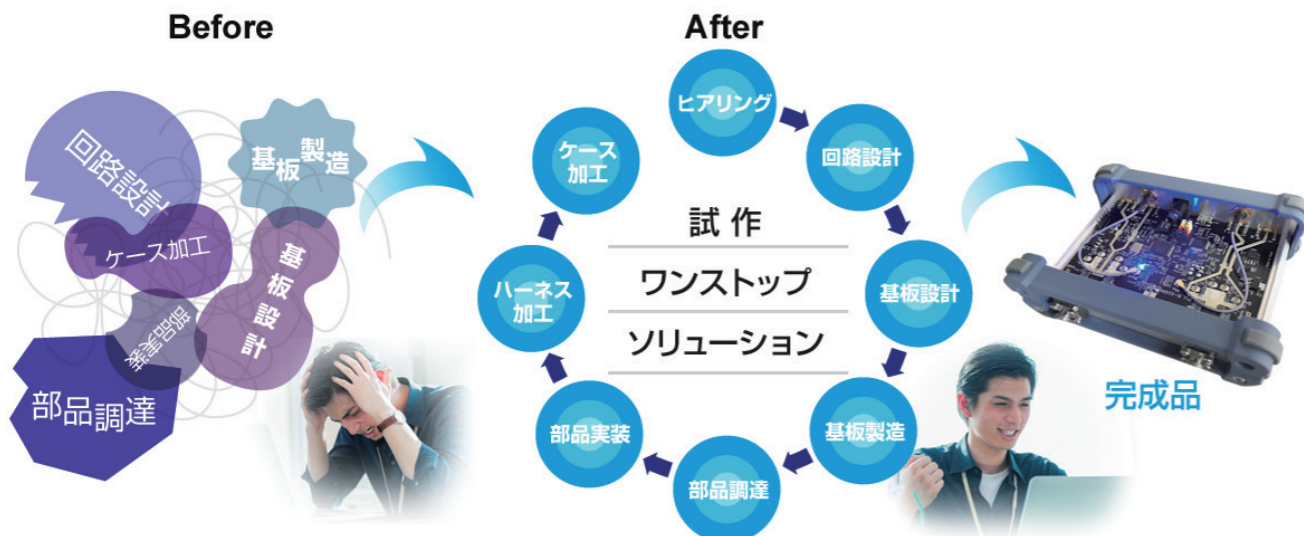 Before
回路設計
基板製造
ケース加工
基板設計
部品実装
部品調達
After
ヒアリング
回路設計
基板設計
基板製造
部品調達
部品実装
ハーネス
加工
ケース
加工
試作
ワンストップ
ソリューション
完成品